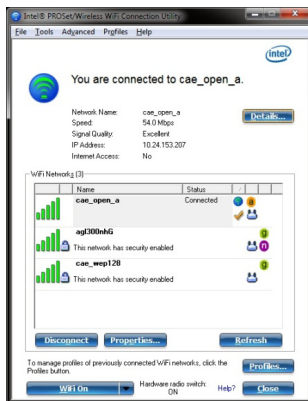 Intel® PROSet/Wireless WiFi Connection Utility
File Tools Advanced Profiles Help
intel
You are connected to cae_open_a.
Network Name: cae_open_a
Speed: 54.0 Mbps
Signal Quality: Excellent
IP Address: 10.24.153.207
Internet Access: No
Details...
WiFi Networks (3)
Name Status
cae_open_a Connected
a
agl300nhG
g
This network has security enabled
n
cae_wep128
g
This network has security enabled
Disconnect Properties... Refresh
To manage profiles of previously connected WiFi networks, click the
Profiles button.
Profiles...
WiFi On
Hardware radio switch:
ON
Help?
Close